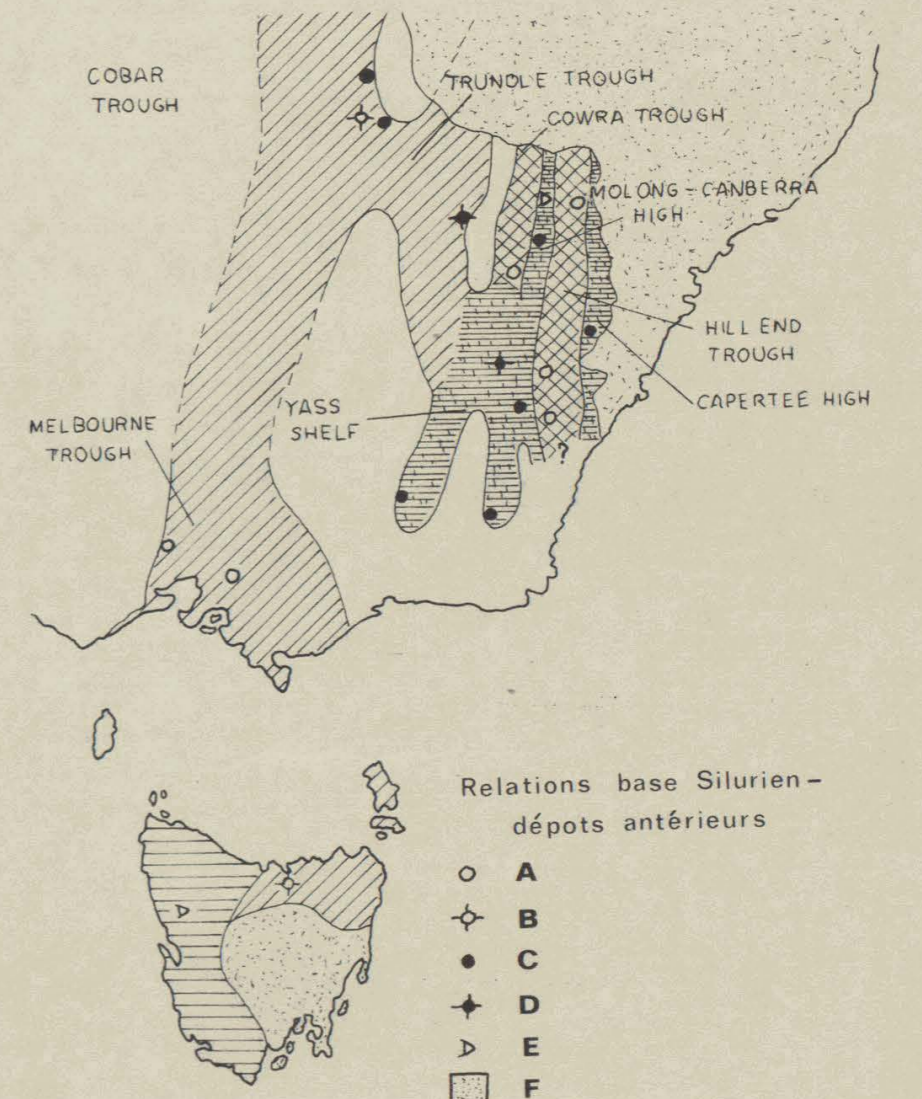 COBAR
TROUGH
TRUNDLE TROUGH
COWRA TROUGH
MOLONG-CANBERRA
HIGH
HILL END
TROUGH
CAPERTEE HIGH
YASS
SHELF
MELBOURNE
TROUGH
?
Relations base Silurien-
dépots antérieurs
A
B
C
D
E
F